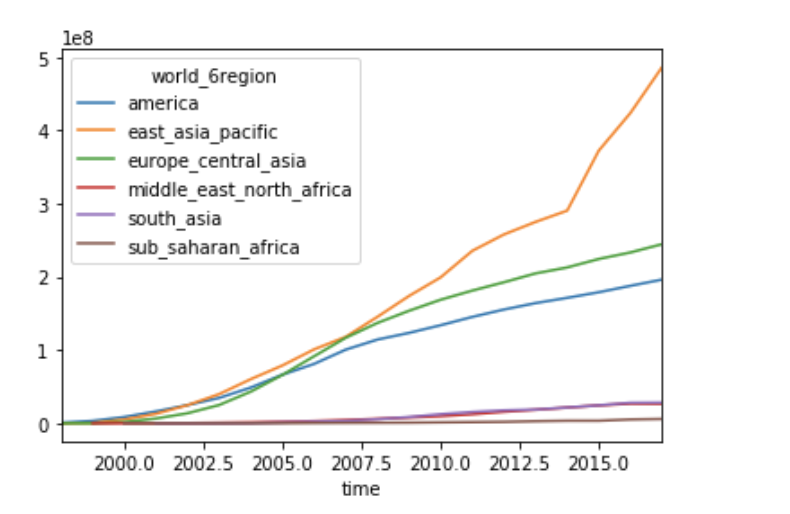 1e8
5
4
3
2
1
0
world_6region
america
east_asia_pacific
europe_central_asia
middle_east_north_africa
south_asia
sub_saharan_africa
2000.0 2002.5 2005.0 2007.5 2010.0 2012.5 2015.0
time